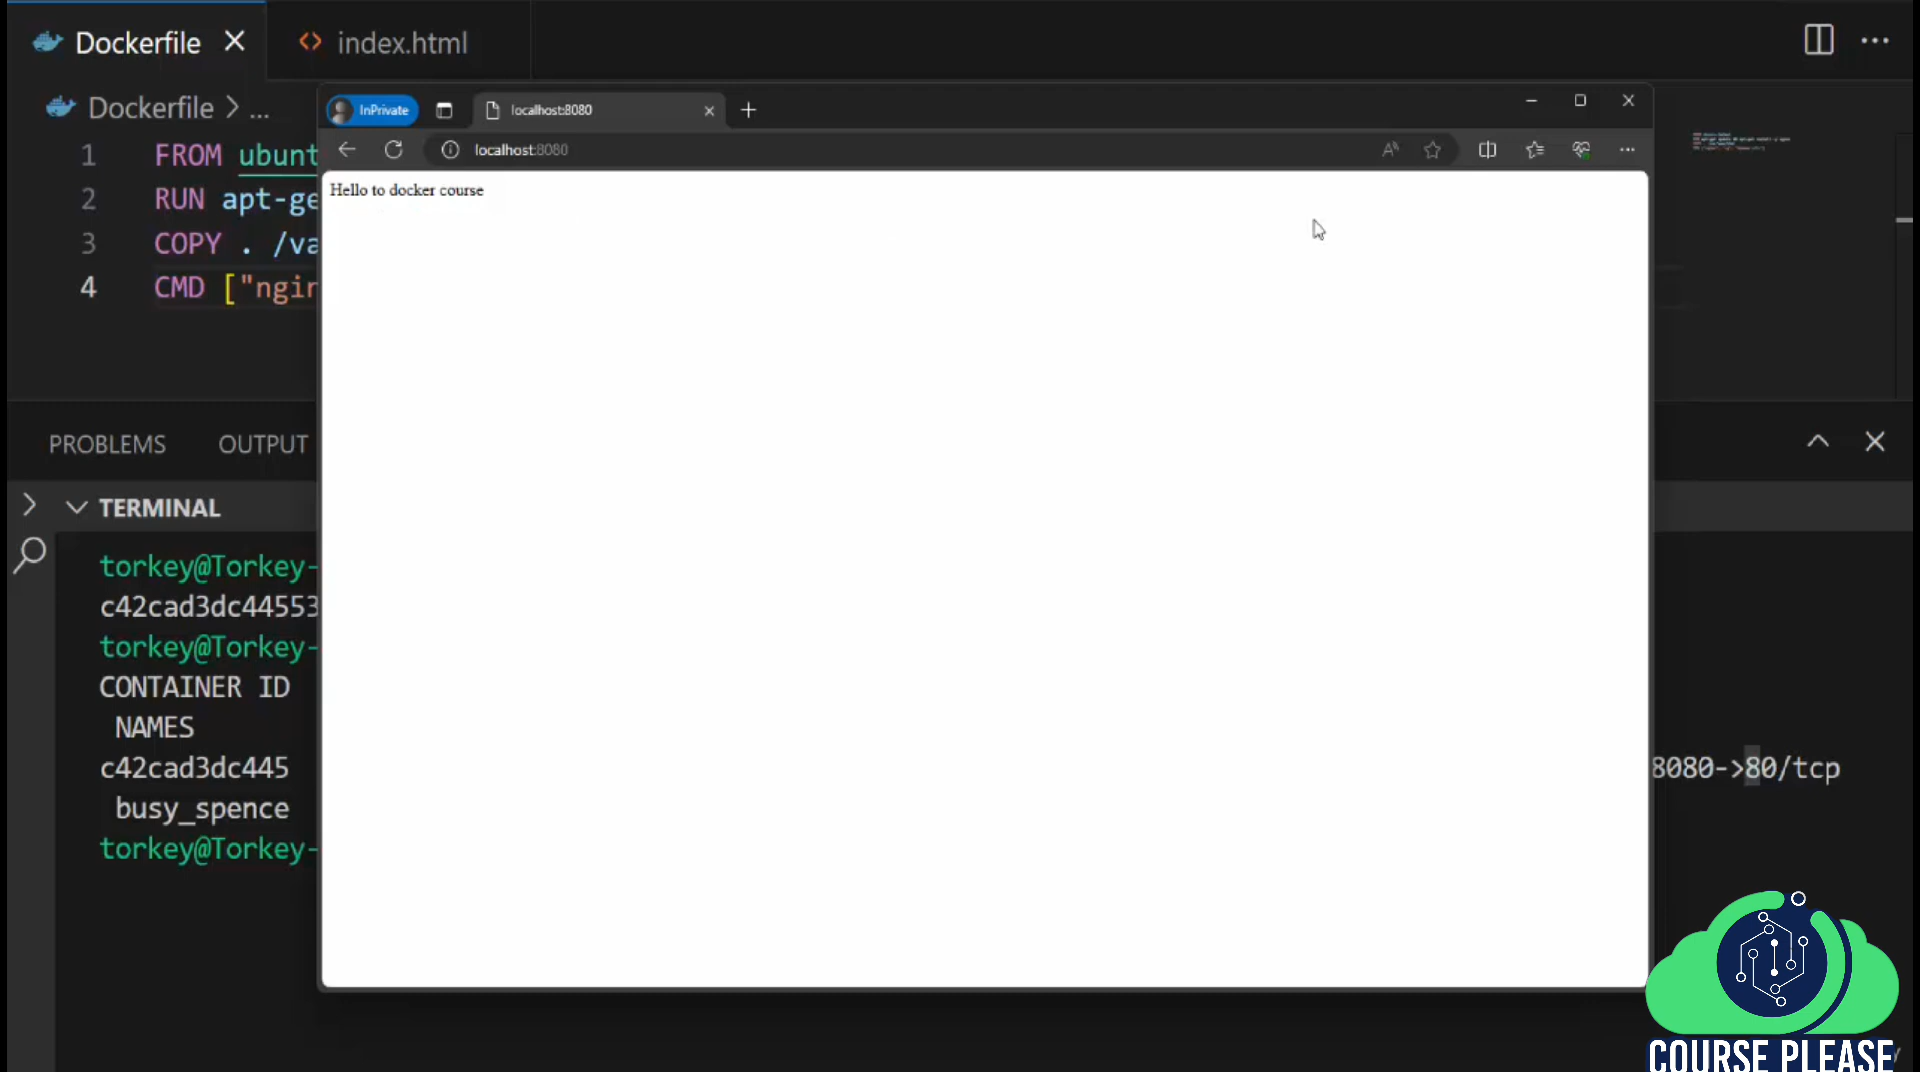 Dockerfile
index.html
Dockerfile > ...
InPrivate
localhost:8080
localhost:8080
Hello to docker course
1 FROM ubunt
2 RUN apt-ge
3 COPY . /va
4 CMD ["ngin
PROBLEMS OUTPUT
TERMINAL
torkey@Torkey-
c42cad3dc44553
torkey@Torkey-
CONTAINER ID
NAMES
c42cad3dc445 8080->80/tcp
busy_spence
torkey@Torkey-
COURSE PLEASE